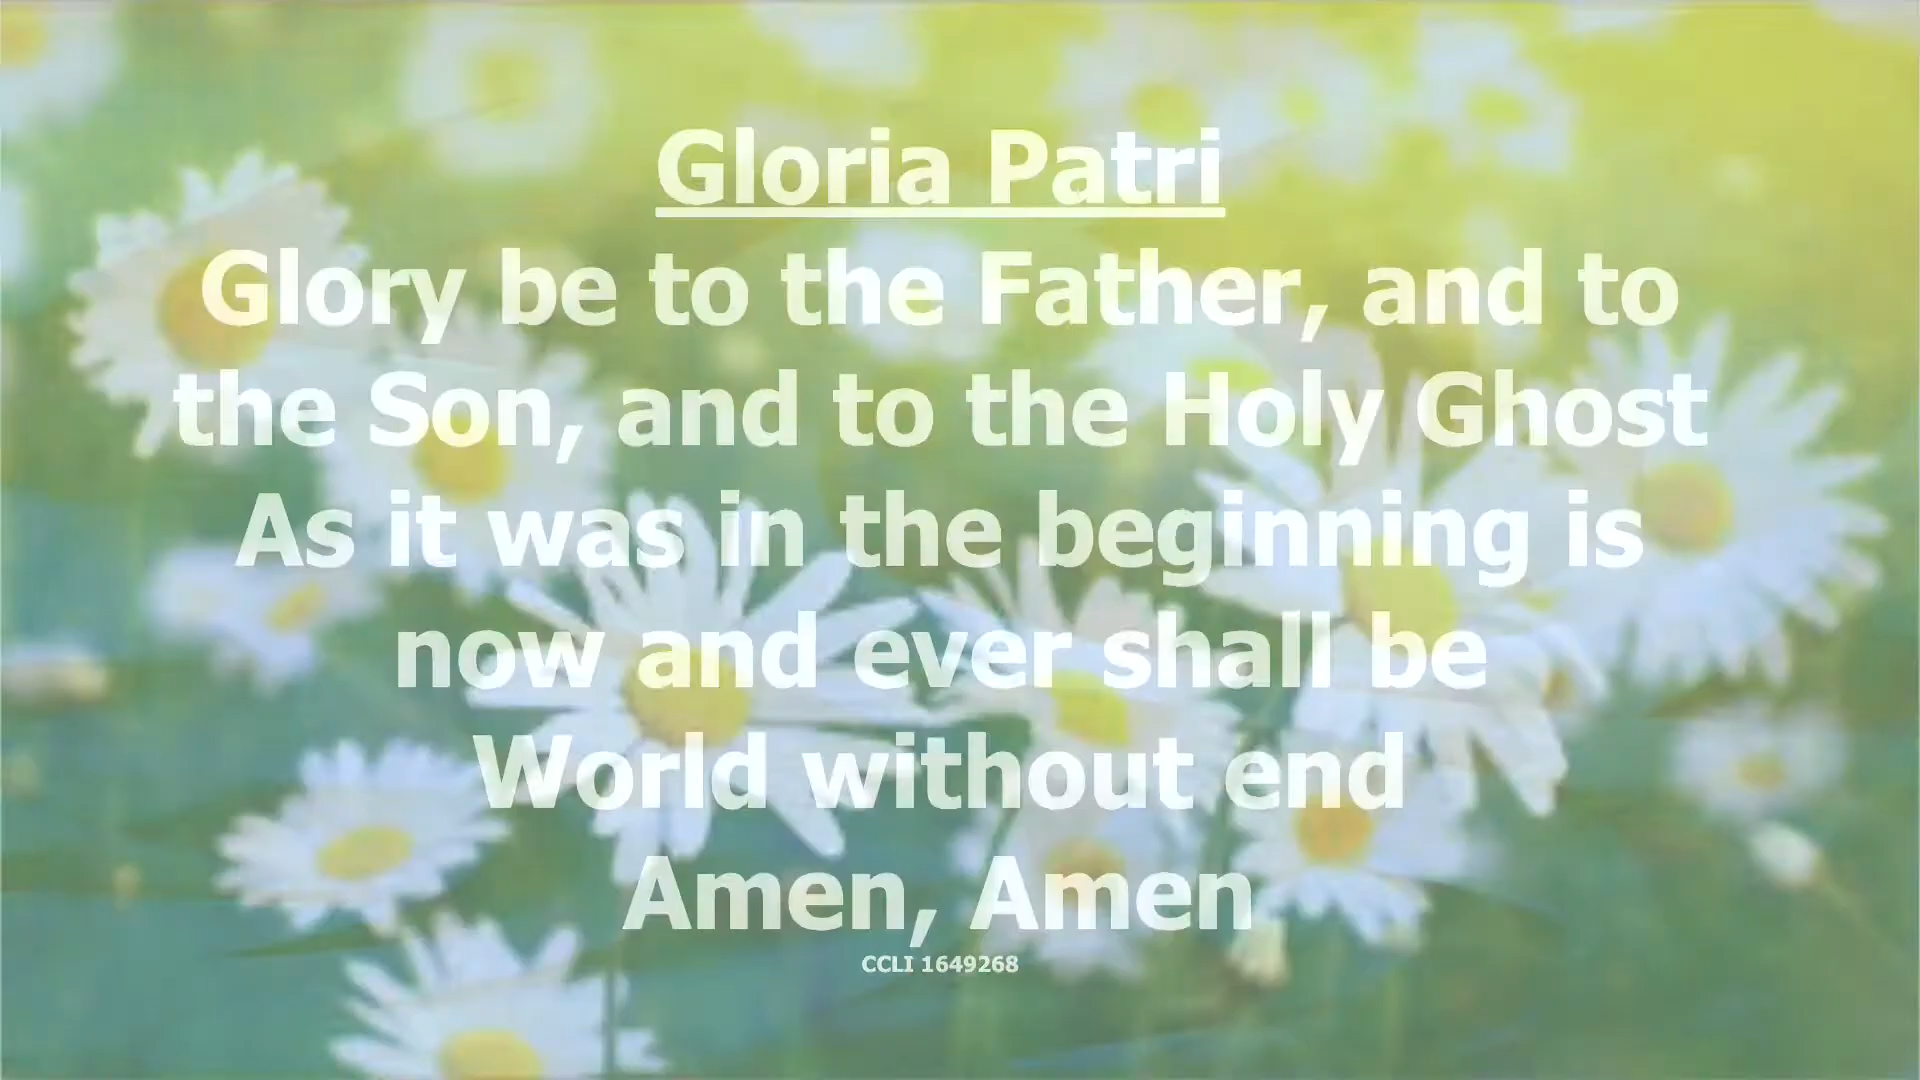 Gloria Patri
Glory be to the Father, and to
the Son, and to the Holy Ghost
As it was in the beginning is
now and ever shall be
World without end
Amen, Amen
CCLI 1649268